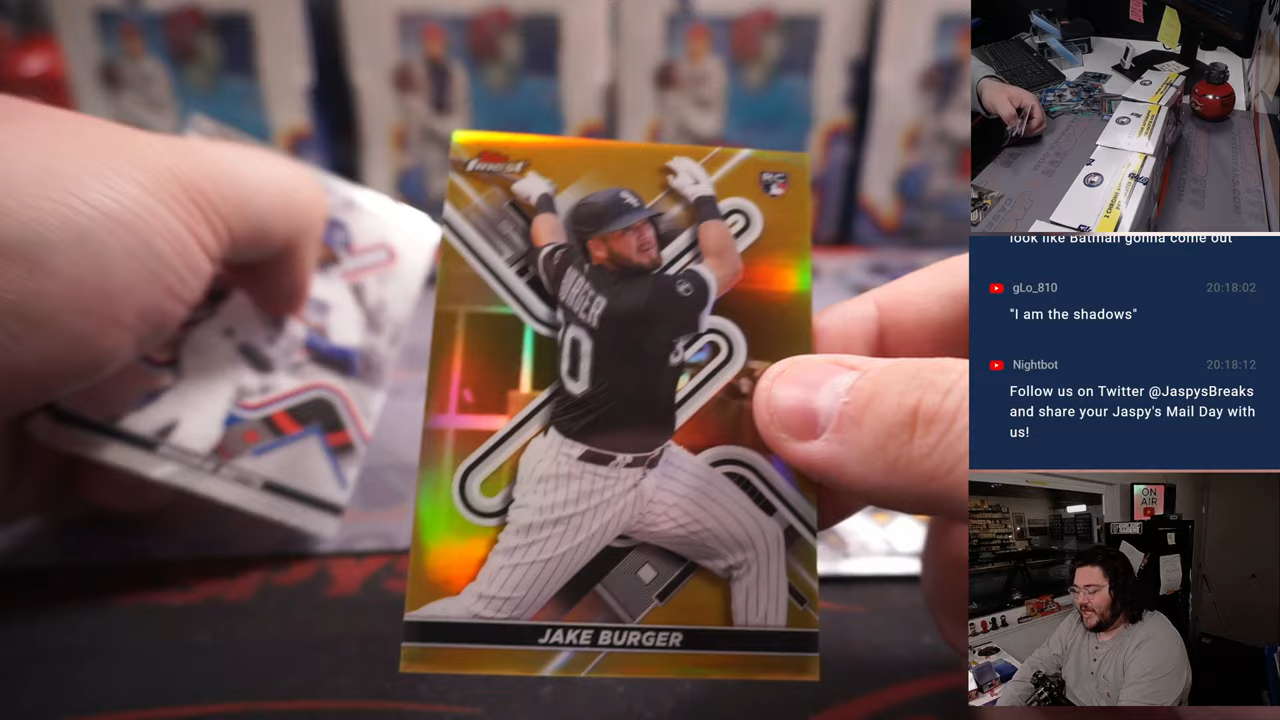 finest
RC
BURGER
30
JAKE BURGER
look like Batman gonna come out
gLo_810
20:18:02
"I am the shadows"
Nightbot
20:18:12
Follow us on Twitter @JaspysBreaks
and share your Jaspy's Mail Day with
us!
ON
AIR